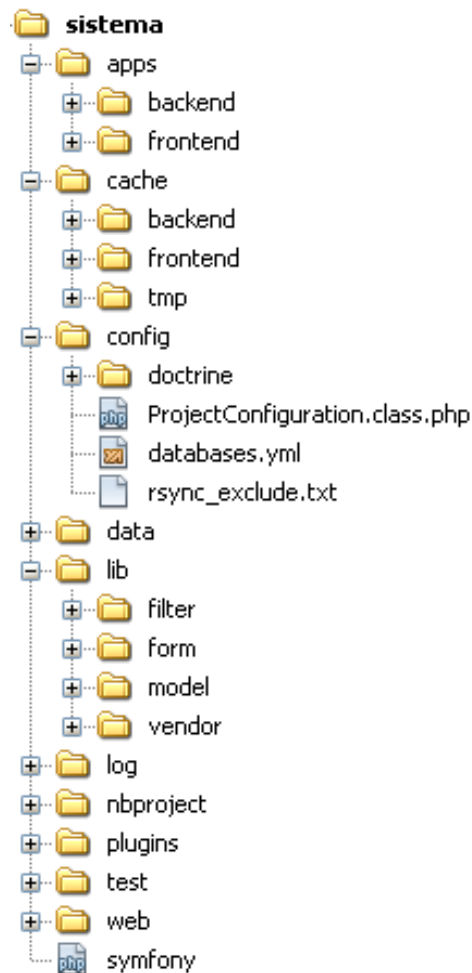 sistema
apps
backend
frontend
cache
backend
frontend
tmp
config
doctrine
ProjectConfiguration.class.php
databases.yml
rsync_exclude.txt
data
lib
filter
form
model
vendor
log
nbproject
plugins
test
web
symfony